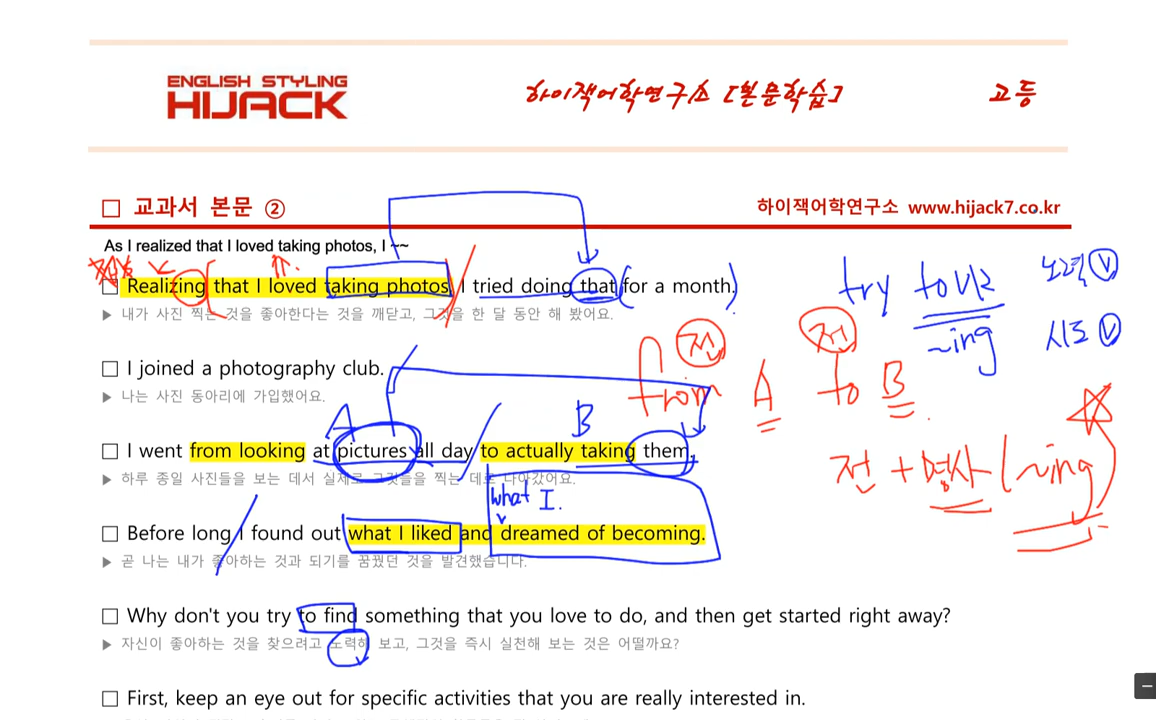 ENGLISH STYLING
HIJACK
하이잭어학연구소 [본문학습]
고등
□ 교과서 본문 ②
하이잭어학연구소 www.hijack7.co.kr
As I realized that I loved taking photos, I ~~
□ Realizing that I loved taking photos, I tried doing that for a month.
▶ 내가 사진 찍는 것을 좋아한다는 것을 깨닫고, 그것을 한 달 동안 해 봤어요.
try to VR 노력 V
~ing 시도 V
전 전
from A to B
□ I joined a photography club.
▶ 나는 사진 동아리에 가입했어요.
A B
□ I went from looking at pictures all day to actually taking them.
▶ 하루 종일 사진들을 보는 데서 실제로 그것들을 찍는 데로 나아갔어요.
전 + 명사 (~ing)
what I.
□ Before long, I found out what I liked and dreamed of becoming.
▶ 곧 나는 내가 좋아하는 것과 되기를 꿈꿨던 것을 발견했습니다.
□ Why don't you try to find something that you love to do, and then get started right away?
▶ 자신이 좋아하는 것을 찾으려고 노력해 보고, 그것을 즉시 실천해 보는 것은 어떨까요?
□ First, keep an eye out for specific activities that you are really interested in.